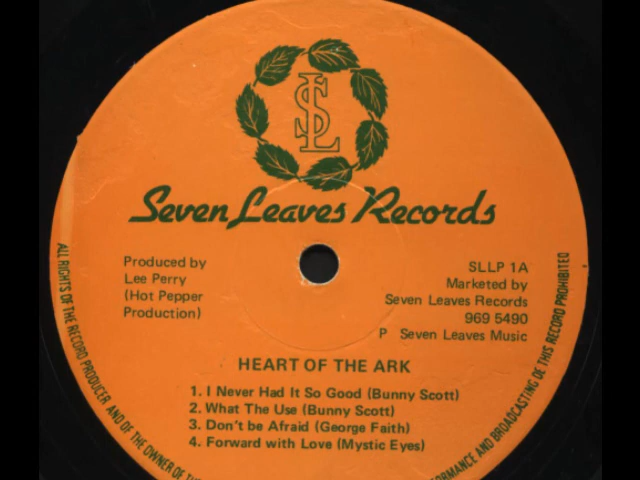 SL
Seven Leaves Records
Produced by
Lee Perry
(Hot Pepper
Production)
SLLP 1A
Marketed by
Seven Leaves Records
969 5490
P Seven Leaves Music
HEART OF THE ARK
1. I Never Had It So Good (Bunny Scott)
2. What The Use (Bunny Scott)
3. Don't be Afraid (George Faith)
4. Forward with Love (Mystic Eyes)
ALL RIGHTS OF THE RECORD PRODUCER AND OF THE OWNER OF THE
FORMANCE AND BROADCASTING OE THIS RECORD PROHIBITED